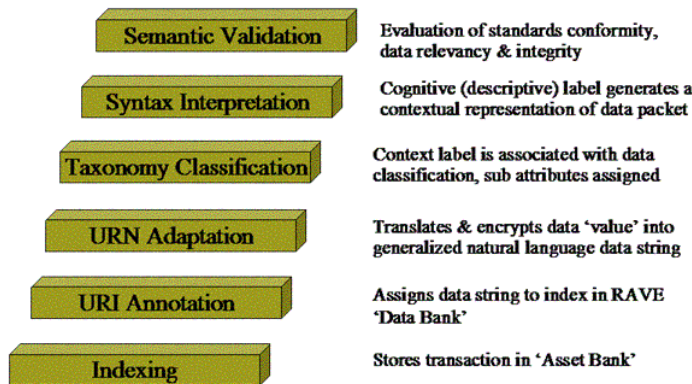 Semantic Validation
Evaluation of standards conformity,
data relevancy & integrity
Syntax Interpretation
Cognitive (descriptive) label generates a
contextual representation of data packet
Taxonomy Classification
Context label is associated with data
classification, sub attributes assigned
URN Adaptation
Translates & encrypts data ‘value’ into
generalized natural language data string
URI Annotation
Assigns data string to index in RAVE
‘Data Bank’
Indexing
Stores transaction in ‘Asset Bank’